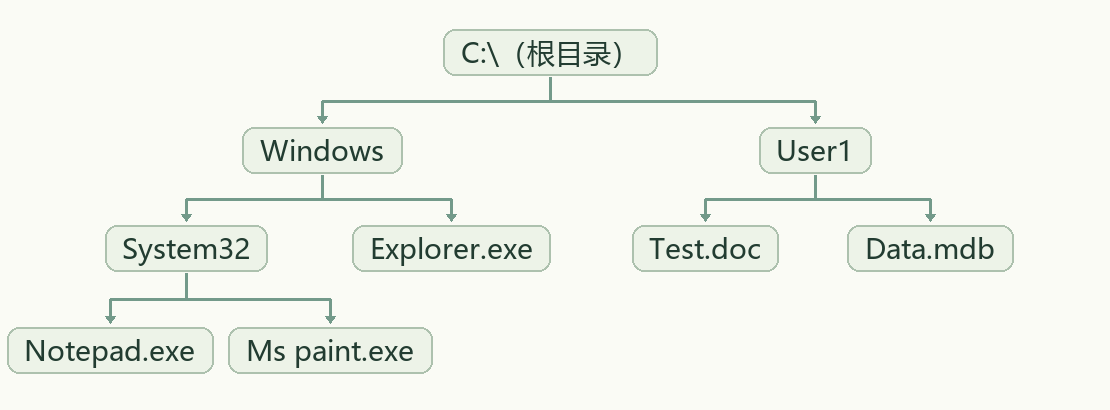 C:\（根目录）
Windows
User1
System32
Explorer.exe
Test.doc
Data.mdb
Notepad.exe
Ms paint.exe